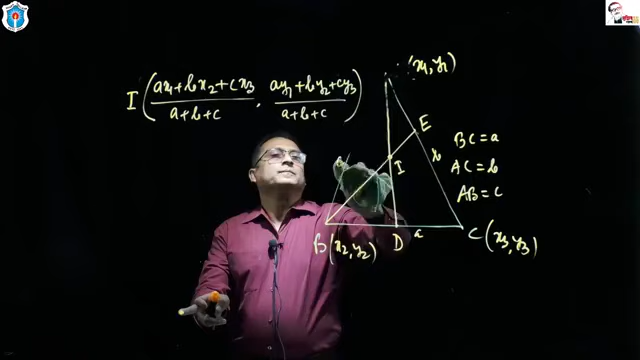 (x1, y1)
I ( ax1+bx2+cx3 / a+b+c , ay1+by2+cy3 / a+b+c )
E
BC = a
b
I
AC = b
AB = c
B (x2, y2)
D
a
C (x3, y3)